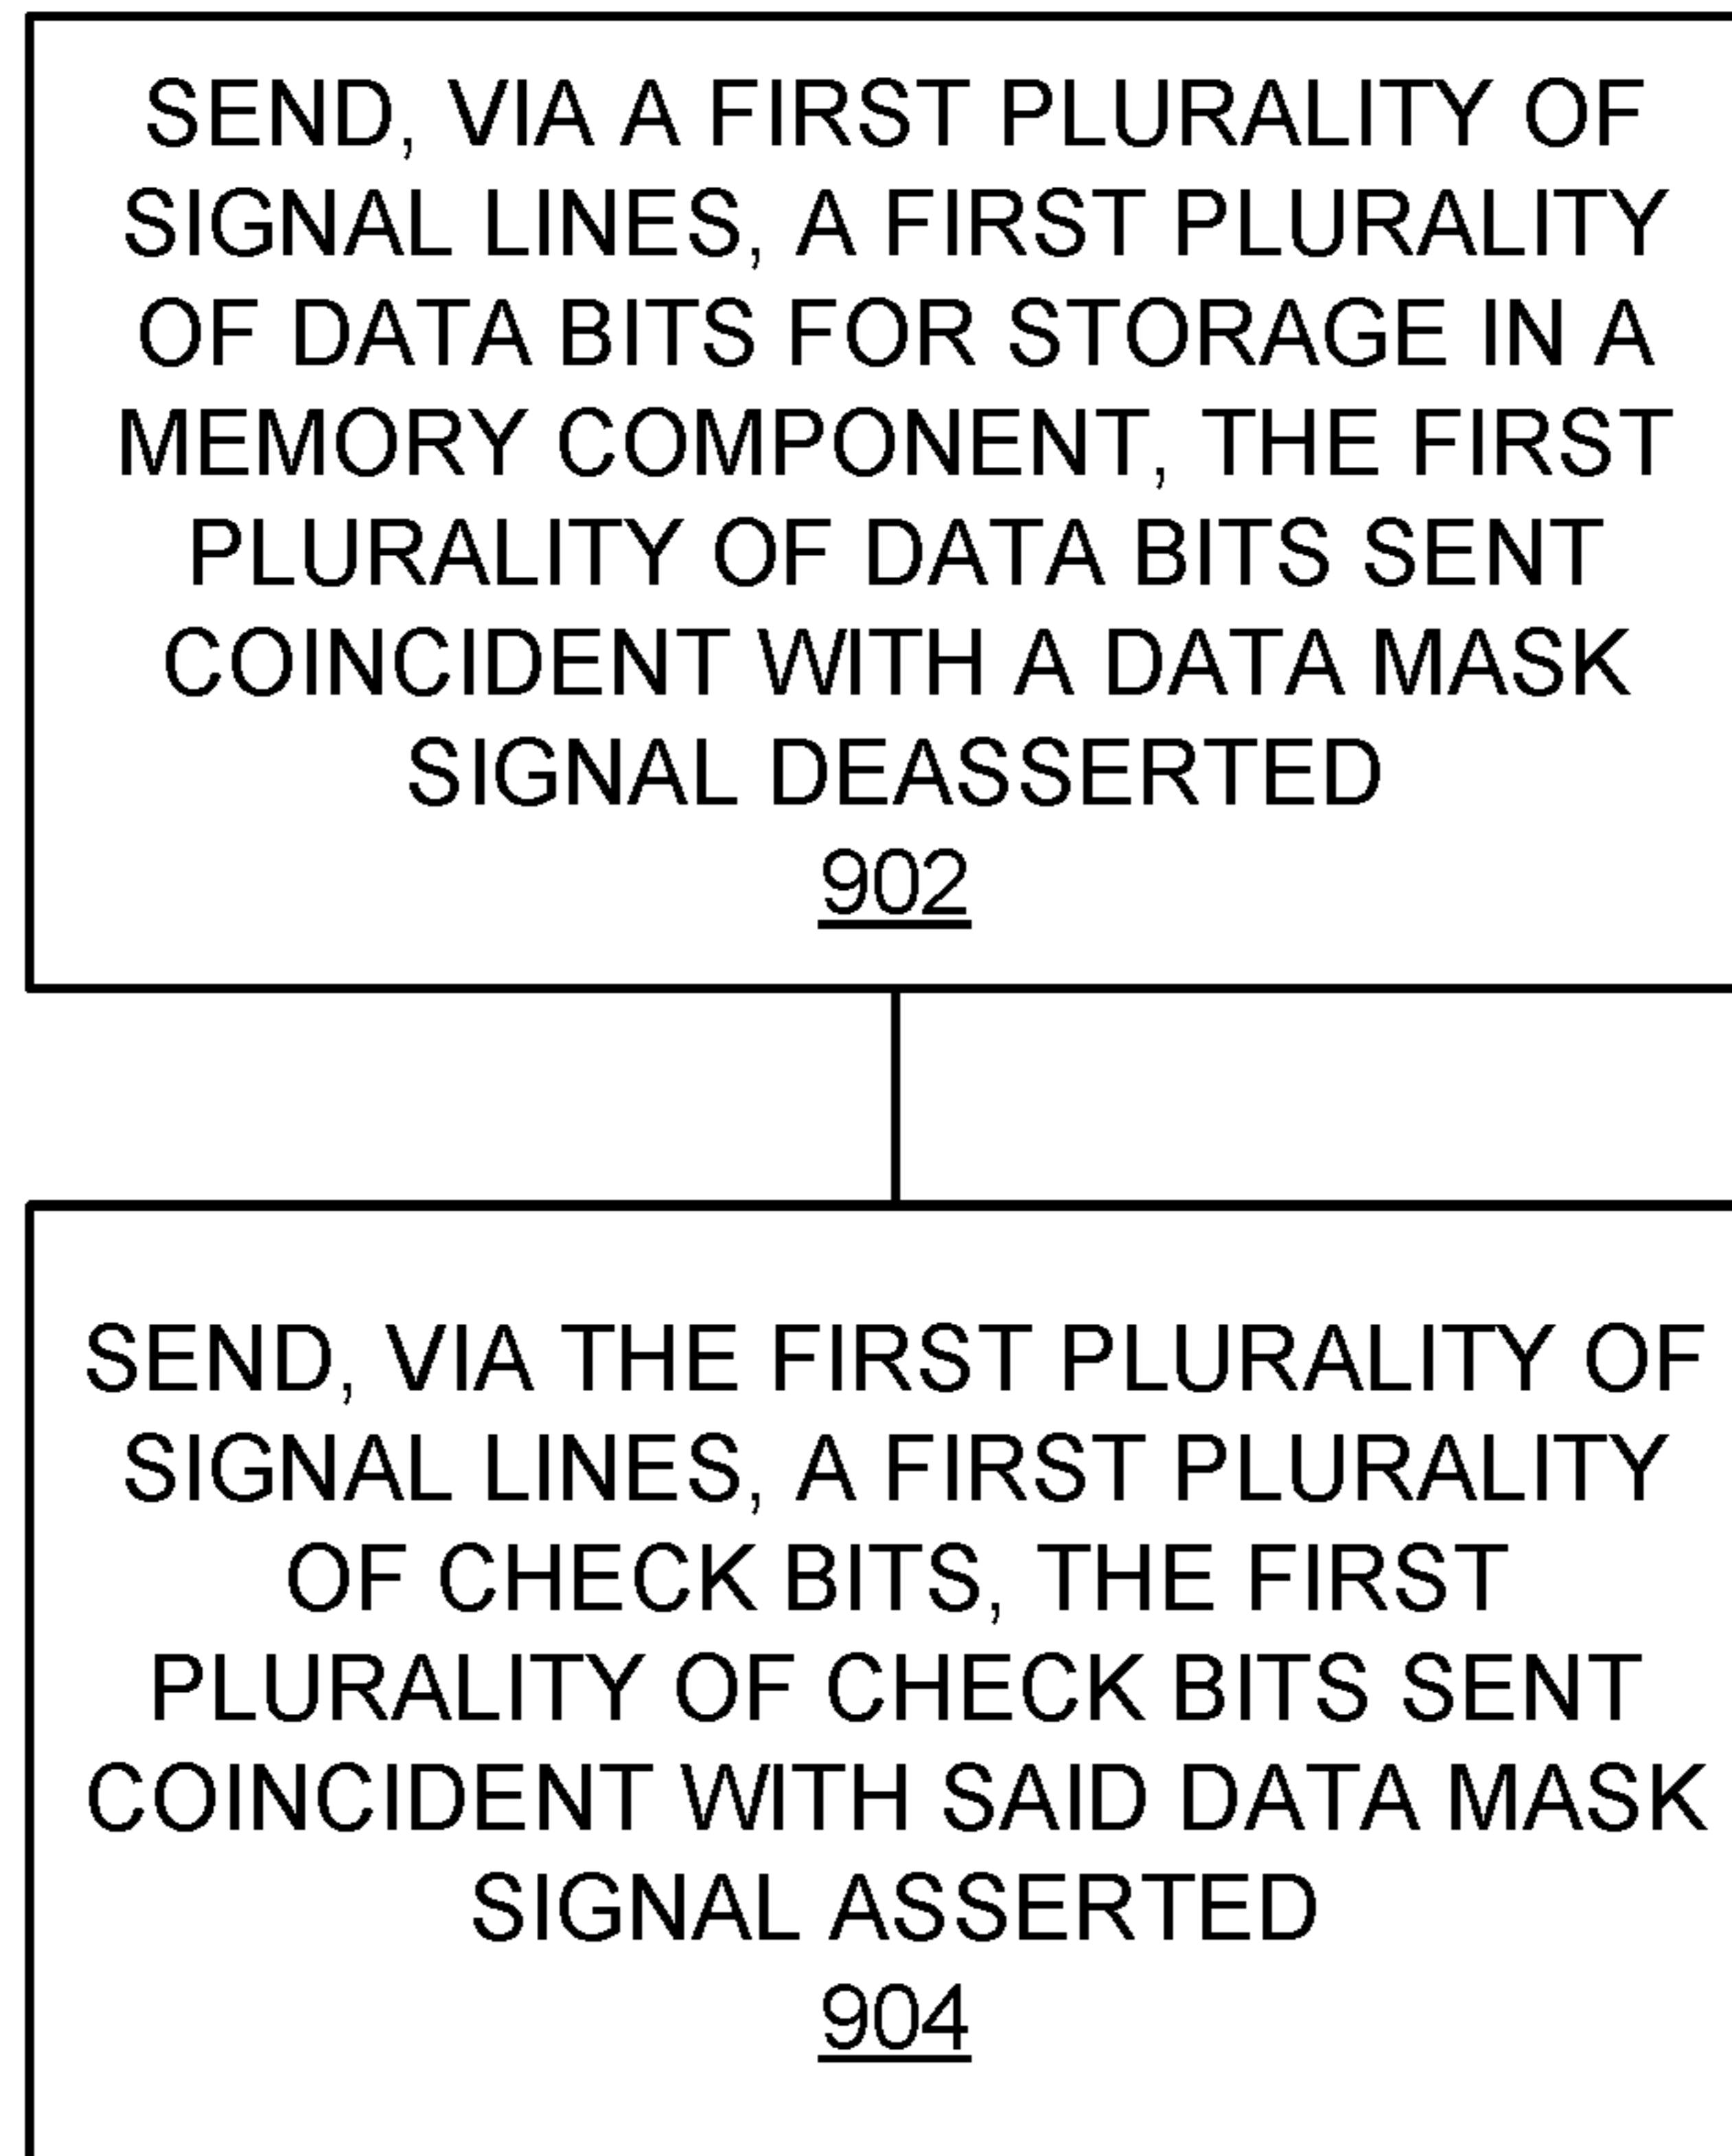 SEND, VIA A FIRST PLURALITY OF
SIGNAL LINES, A FIRST PLURALITY
OF DATA BITS FOR STORAGE IN A
MEMORY COMPONENT, THE FIRST
PLURALITY OF DATA BITS SENT
COINCIDENT WITH A DATA MASK
SIGNAL DEASSERTED
902
SEND, VIA THE FIRST PLURALITY OF
SIGNAL LINES, A FIRST PLURALITY
OF CHECK BITS, THE FIRST
PLURALITY OF CHECK BITS SENT
COINCIDENT WITH SAID DATA MASK
SIGNAL ASSERTED
904